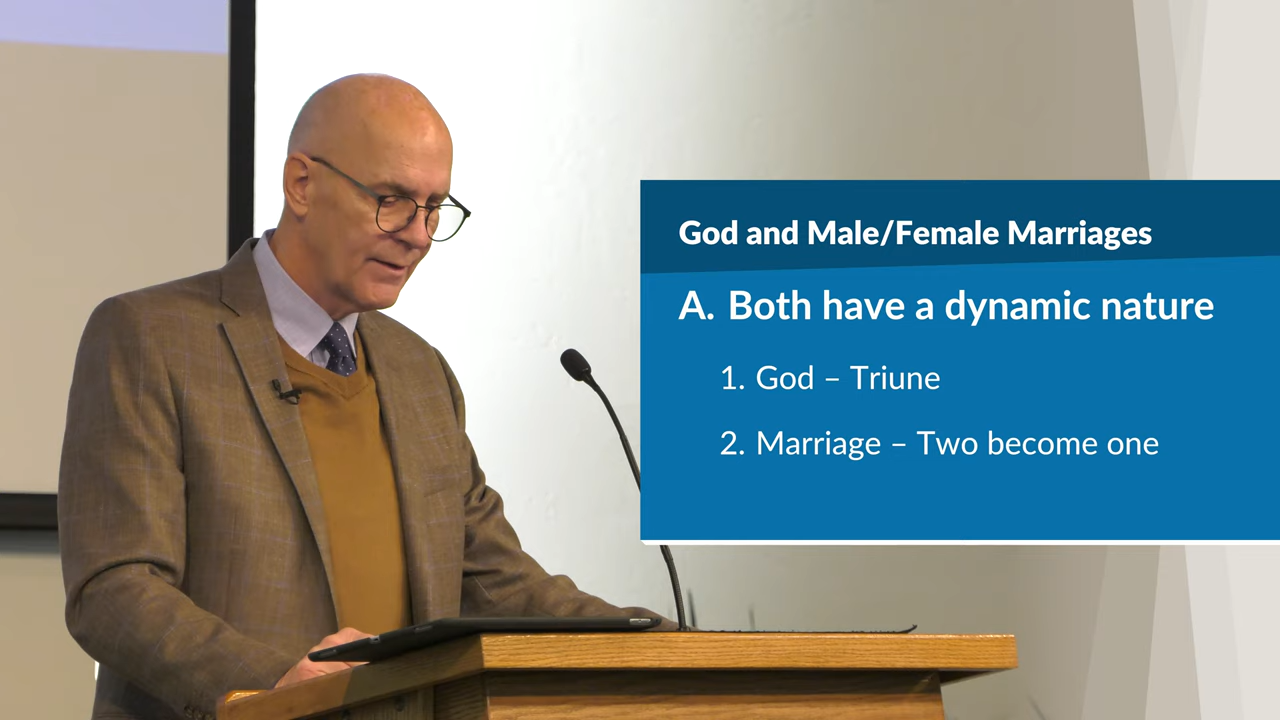 God and Male/Female Marriages
A. Both have a dynamic nature
1. God – Triune
2. Marriage – Two become one